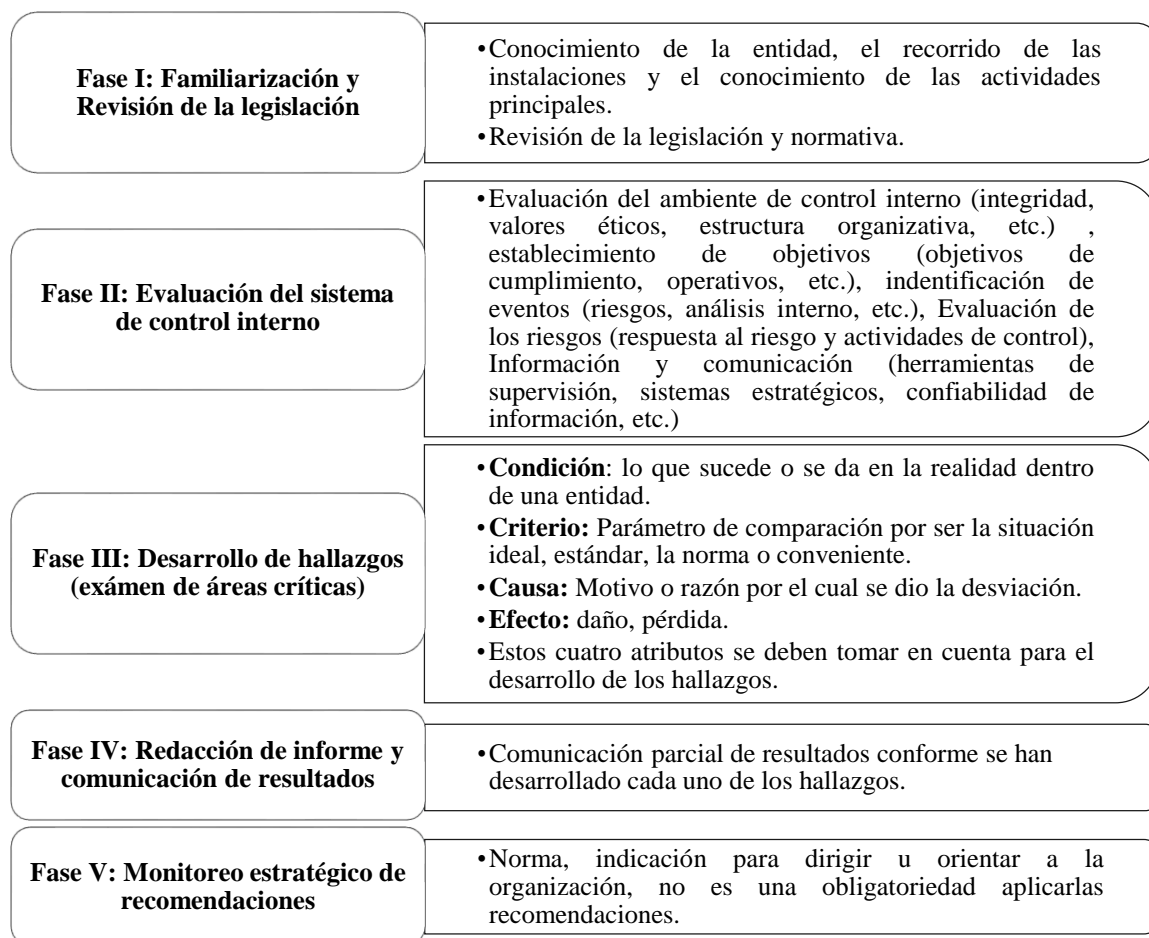 Fase I: Familiarización y
Revisión de la legislación
•Conocimiento de la entidad, el recorrido de las
instalaciones y el conocimiento de las actividades
principales.
•Revisión de la legislación y normativa.
Fase II: Evaluación del sistema
de control interno
•Evaluación del ambiente de control interno (integridad,
valores éticos, estructura organizativa, etc.) ,
establecimiento de objetivos (objetivos de
cumplimiento, operativos, etc.), indentificación de
eventos (riesgos, análisis interno, etc.), Evaluación de
los riesgos (respuesta al riesgo y actividades de control),
Información y comunicación (herramientas de
supervisión, sistemas estratégicos, confiabilidad de
información, etc.)
Fase III: Desarrollo de hallazgos
(exámen de áreas críticas)
•Condición: lo que sucede o se da en la realidad dentro
de una entidad.
•Criterio: Parámetro de comparación por ser la situación
ideal, estándar, la norma o conveniente.
•Causa: Motivo o razón por el cual se dio la desviación.
•Efecto: daño, pérdida.
•Estos cuatro atributos se deben tomar en cuenta para el
desarrollo de los hallazgos.
Fase IV: Redacción de informe y
comunicación de resultados
•Comunicación parcial de resultados conforme se han
desarrollado cada uno de los hallazgos.
Fase V: Monitoreo estratégico de
recomendaciones
•Norma, indicación para dirigir u orientar a la
organización, no es una obligatoriedad aplicarlas
recomendaciones.